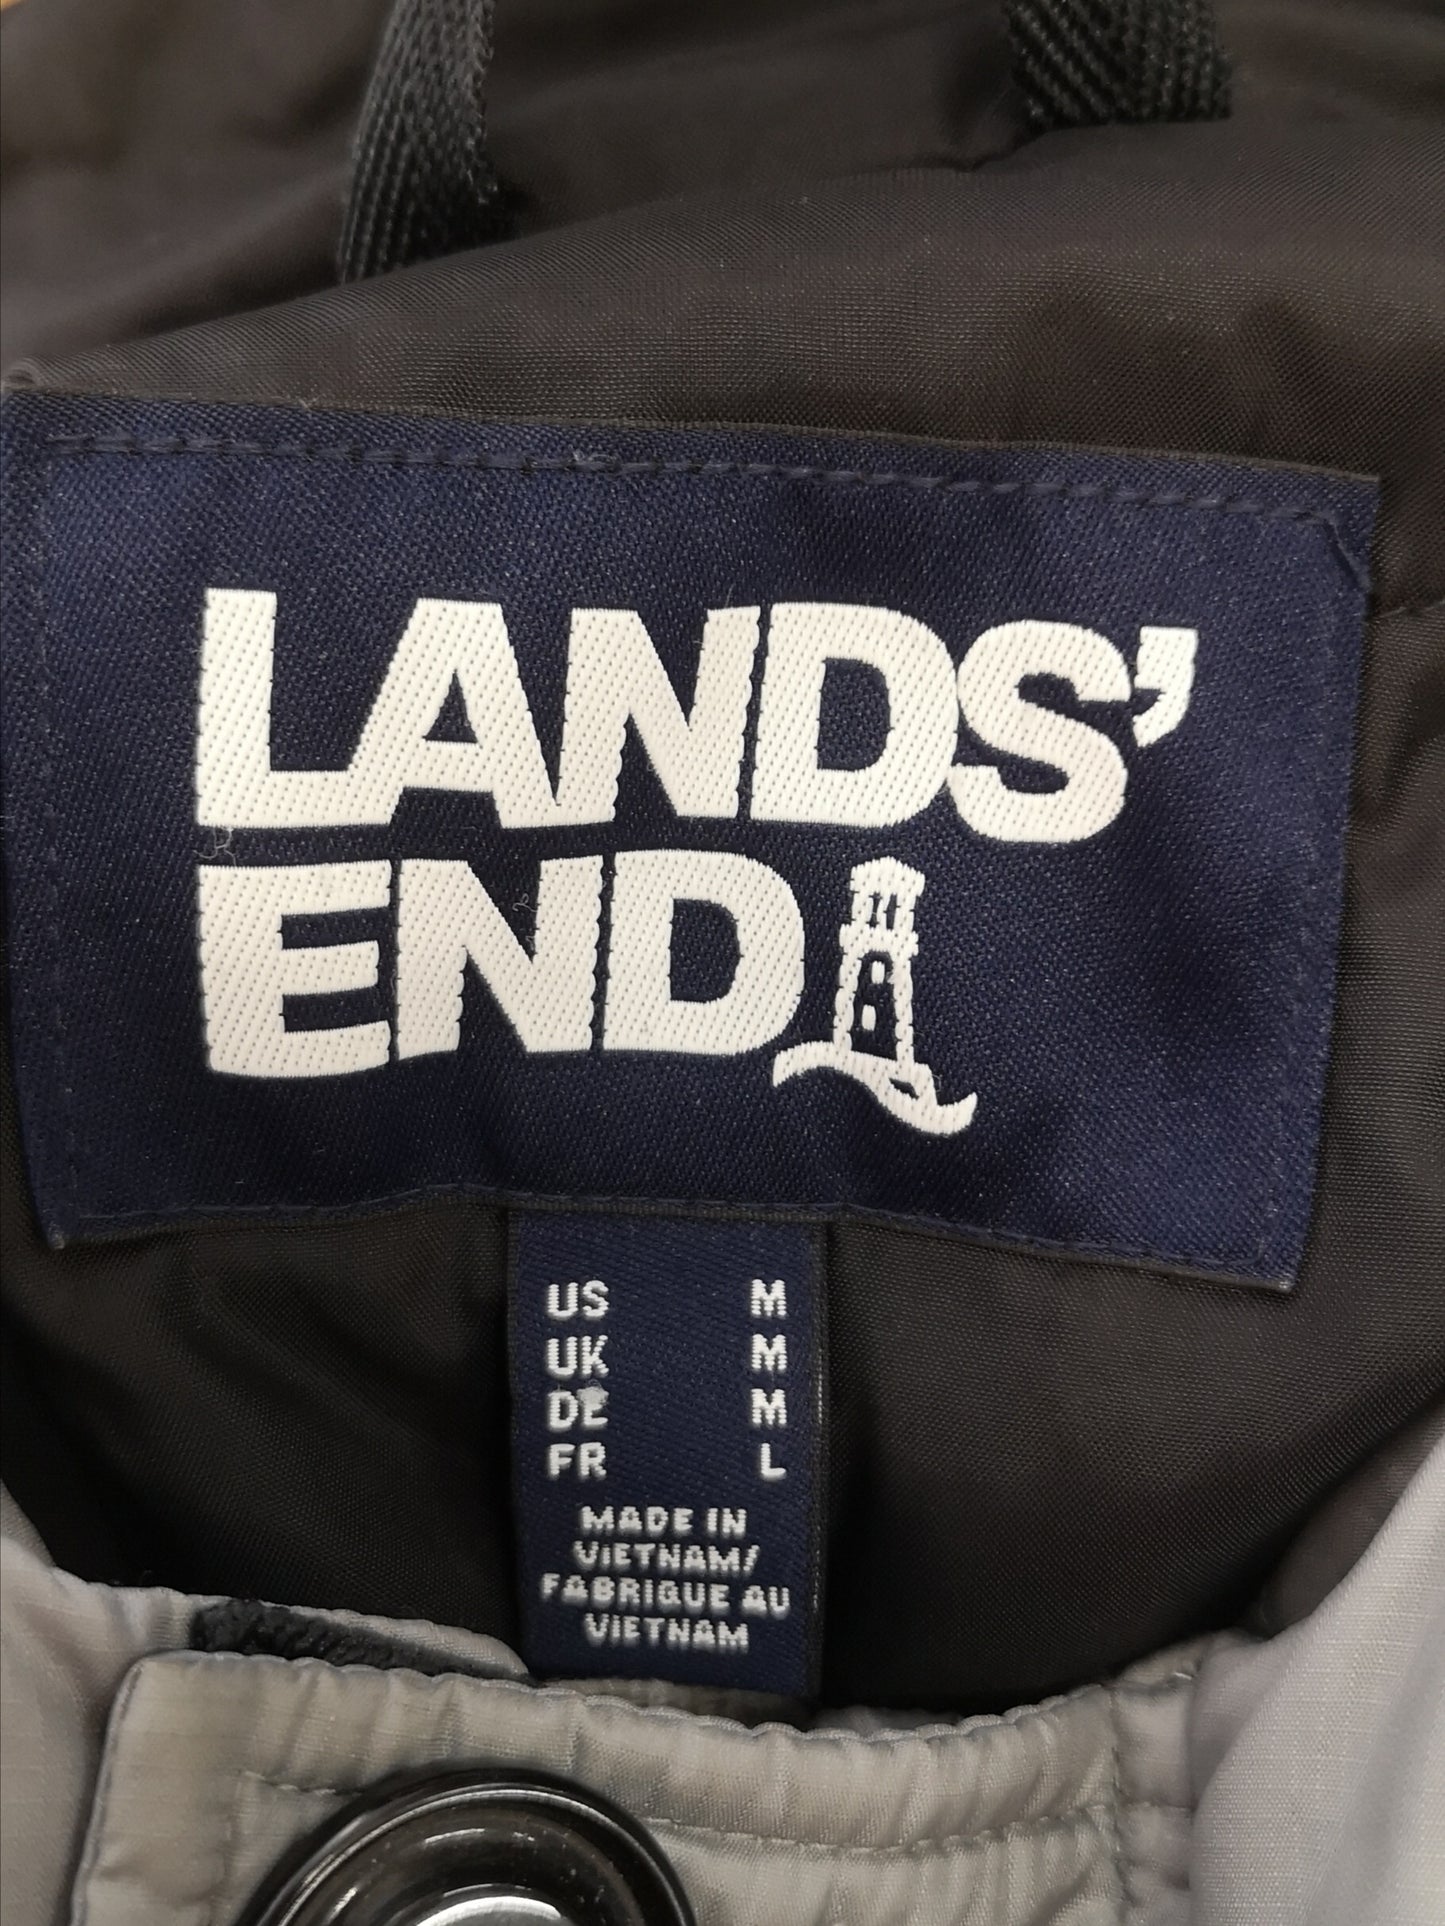 LANDS'
END
US M
UK M
DE M
FR L
MADE IN
VIETNAM/
FABRIQUE AU
VIETNAM